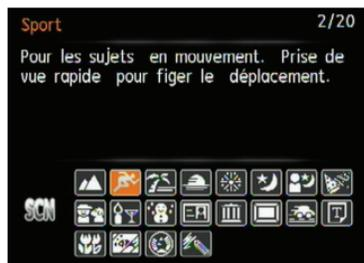 Sport 2/20
Pour les sujets en mouvement. Prise de
vue rapide pour figer le déplacement.
SCN
T